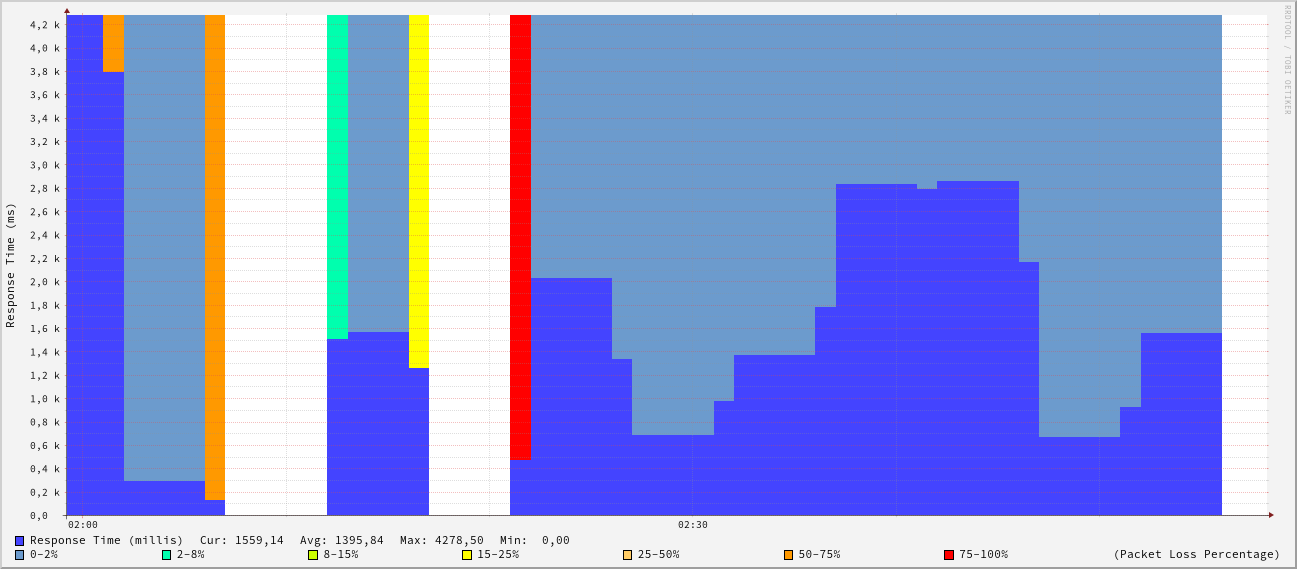 RRDTOOL / TOBI OETIKER
Response Time (ms)
4,2 k
4,0 k
3,8 k
3,6 k
3,4 k
3,2 k
3,0 k
2,8 k
2,6 k
2,4 k
2,2 k
2,0 k
1,8 k
1,6 k
1,4 k
1,2 k
1,0 k
0,8 k
0,6 k
0,4 k
0,2 k
0,0
02:00 02:30
Response Time (millis) Cur: 1559,14 Avg: 1395,84 Max: 4278,50 Min: 0,00
0-2% 2-8% 8-15% 15-25% 25-50% 50-75% 75-100% (Packet Loss Percentage)